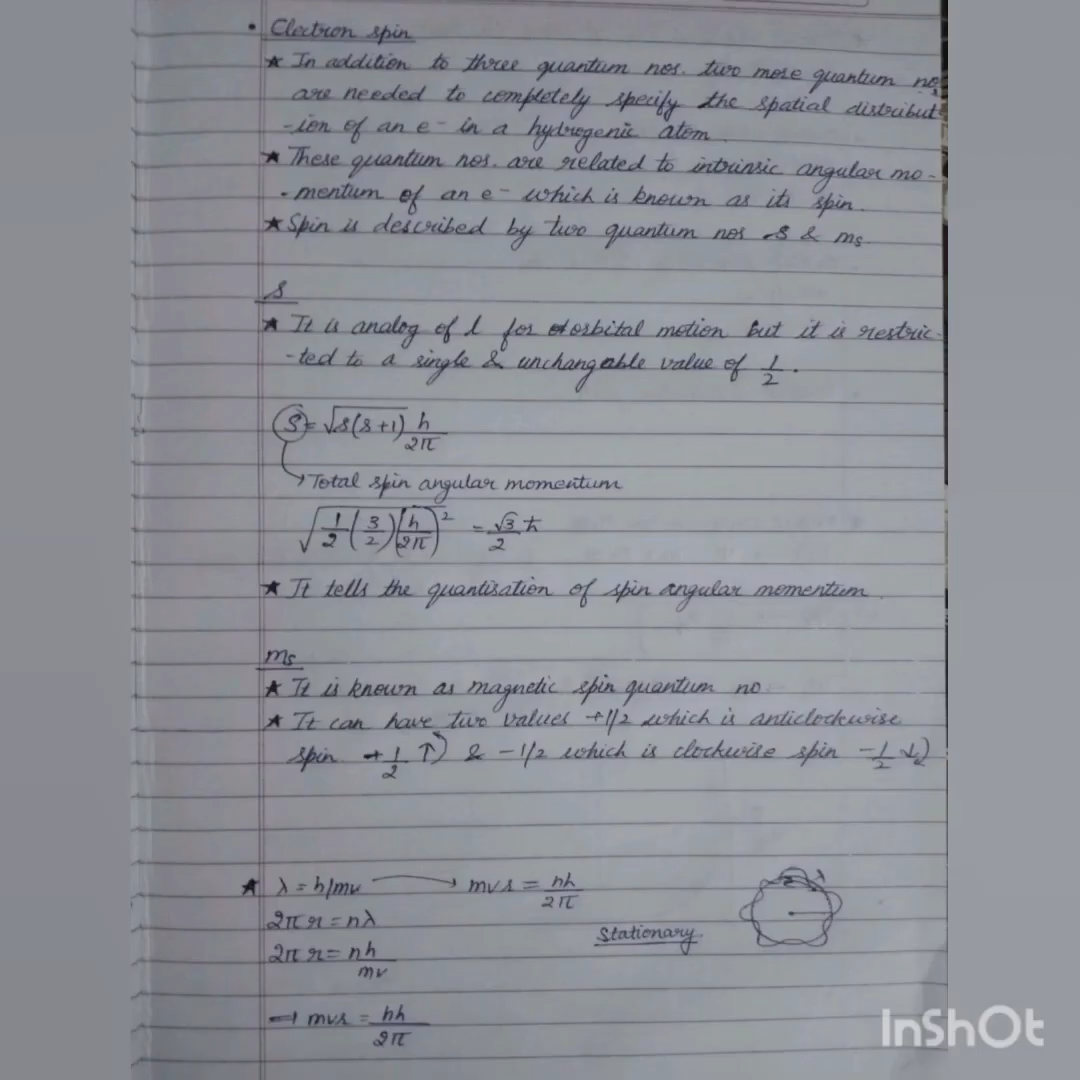 • Electron spin
★ In addition to three quantum nos. two more quantum nos
are needed to completely specify the spatial distribut-
-ion of an e⁻ in a hydrogenic atom
★ These quantum nos. are related to intrinsic angular mo-
-mentum of an e⁻ which is known as its spin.
★ Spin is described by two quantum nos s & ms.
s
★ It is analog of l for orbital motion but it is restric-
-ted to a single & unchangable value of 1/2.
S = √s(s+1) h/2π
→ Total spin angular momentum
√1/2 (3/2) (h/2π)² = √3/2 ħ
★ It tells the quantisation of spin angular momentum.
ms
★ It is known as magnetic spin quantum no
★ It can have two values +1/2 which is anticlockwise
spin +1/2 ↑ & -1/2 which is clockwise spin -1/2 ↓
★ λ = h/mv → mvr = nh/2π
2πr = nλ
Stationary
λ
2πr = nh/mv
→ mvr = nh/2π
InShOt